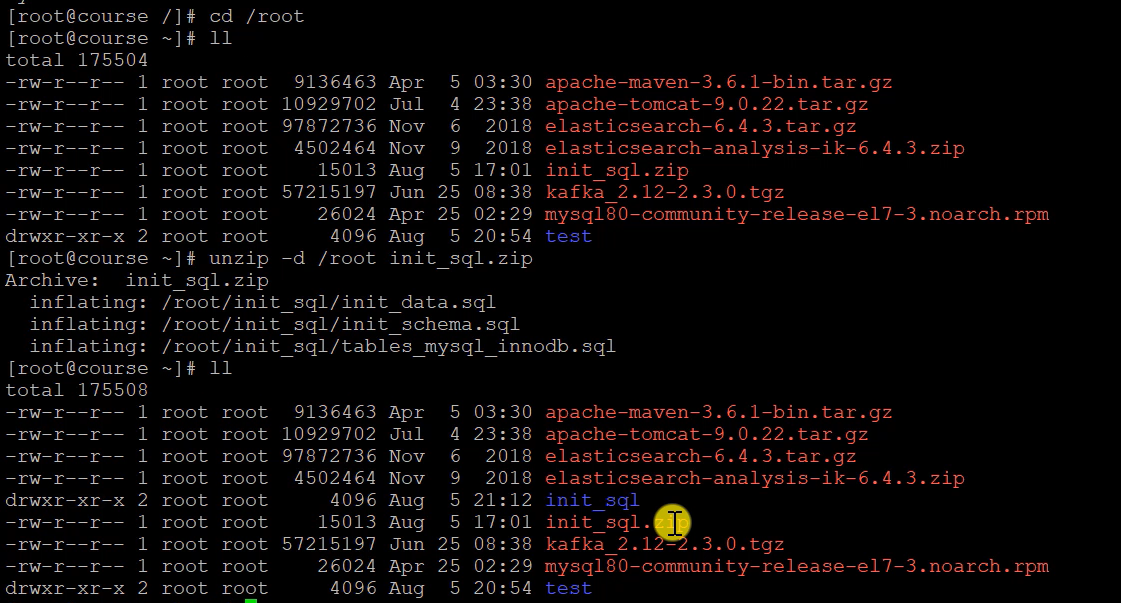 [root@course /]# cd /root
[root@course ~]# ll
total 175504
-rw-r--r-- 1 root root  9136463 Apr  5 03:30 apache-maven-3.6.1-bin.tar.gz
-rw-r--r-- 1 root root 10929702 Jul  4 23:38 apache-tomcat-9.0.22.tar.gz
-rw-r--r-- 1 root root 97872736 Nov  6  2018 elasticsearch-6.4.3.tar.gz
-rw-r--r-- 1 root root  4502464 Nov  9  2018 elasticsearch-analysis-ik-6.4.3.zip
-rw-r--r-- 1 root root    15013 Aug  5 17:01 init_sql.zip
-rw-r--r-- 1 root root 57215197 Jun 25 08:38 kafka_2.12-2.3.0.tgz
-rw-r--r-- 1 root root    26024 Apr 25 02:29 mysql80-community-release-el7-3.noarch.rpm
drwxr-xr-x 2 root root     4096 Aug  5 20:54 test
[root@course ~]# unzip -d /root init_sql.zip
Archive:  init_sql.zip
  inflating: /root/init_sql/init_data.sql
  inflating: /root/init_sql/init_schema.sql
  inflating: /root/init_sql/tables_mysql_innodb.sql
[root@course ~]# ll
total 175508
-rw-r--r-- 1 root root  9136463 Apr  5 03:30 apache-maven-3.6.1-bin.tar.gz
-rw-r--r-- 1 root root 10929702 Jul  4 23:38 apache-tomcat-9.0.22.tar.gz
-rw-r--r-- 1 root root 97872736 Nov  6  2018 elasticsearch-6.4.3.tar.gz
-rw-r--r-- 1 root root  4502464 Nov  9  2018 elasticsearch-analysis-ik-6.4.3.zip
drwxr-xr-x 2 root root     4096 Aug  5 21:12 init_sql
-rw-r--r-- 1 root root    15013 Aug  5 17:01 init_sql.zip
-rw-r--r-- 1 root root 57215197 Jun 25 08:38 kafka_2.12-2.3.0.tgz
-rw-r--r-- 1 root root    26024 Apr 25 02:29 mysql80-community-release-el7-3.noarch.rpm
drwxr-xr-x 2 root root     4096 Aug  5 20:54 test